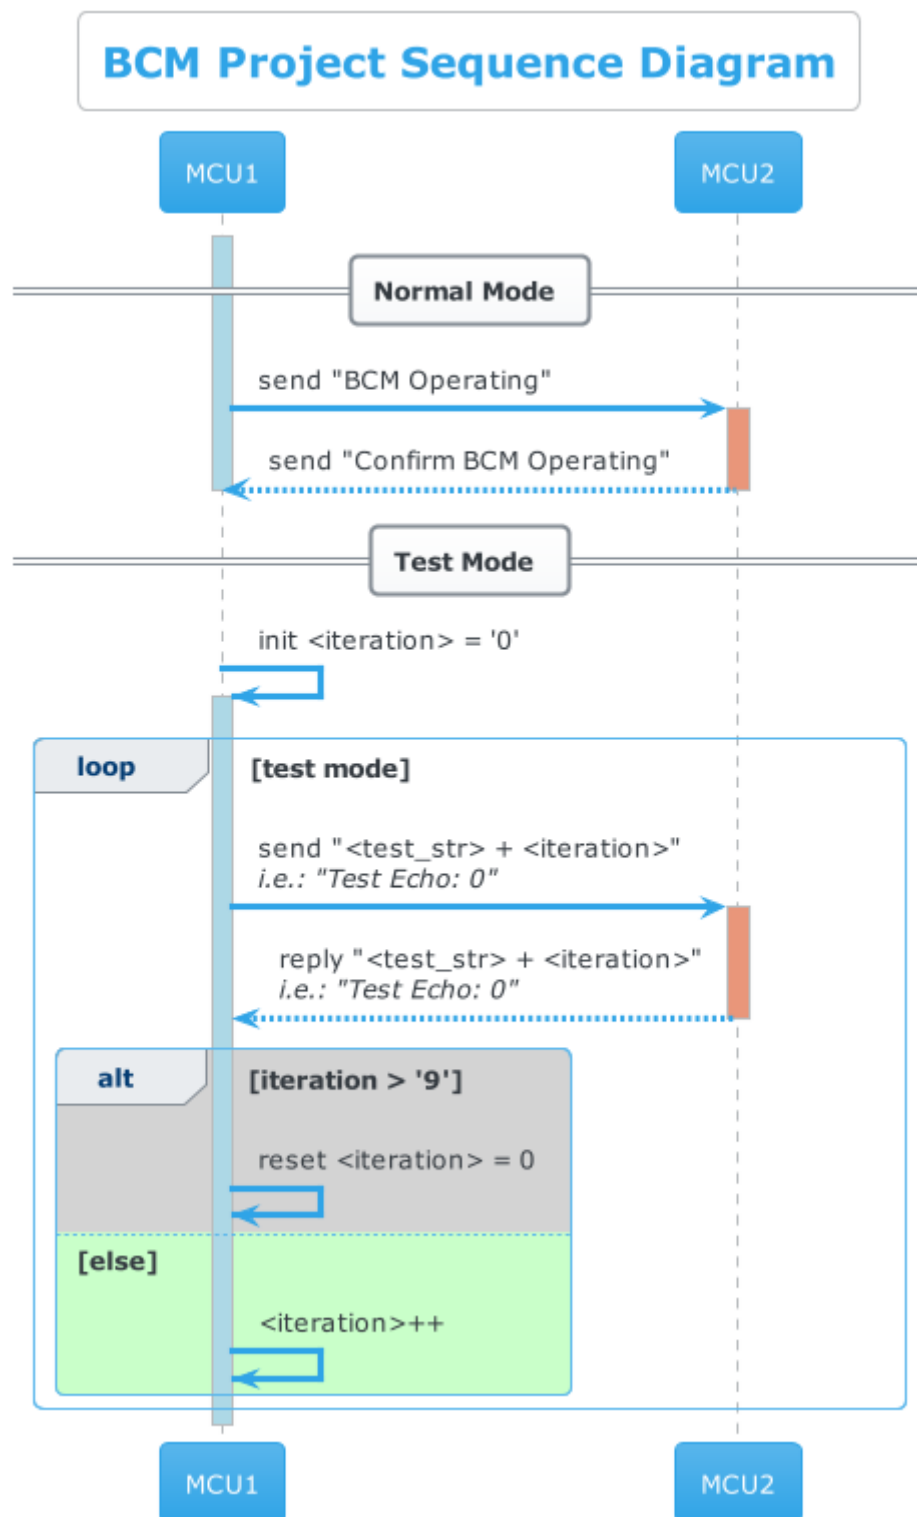 BCM Project Sequence Diagram
MCU1
MCU2
Normal Mode
send "BCM Operating"
send "Confirm BCM Operating"
Test Mode
init <iteration> = '0'
loop
[test mode]
send "<test_str> + <iteration>"
i.e.: "Test Echo: 0"
reply "<test_str> + <iteration>"
i.e.: "Test Echo: 0"
alt
[iteration > '9']
reset <iteration> = 0
[else]
<iteration>++
MCU1
MCU2